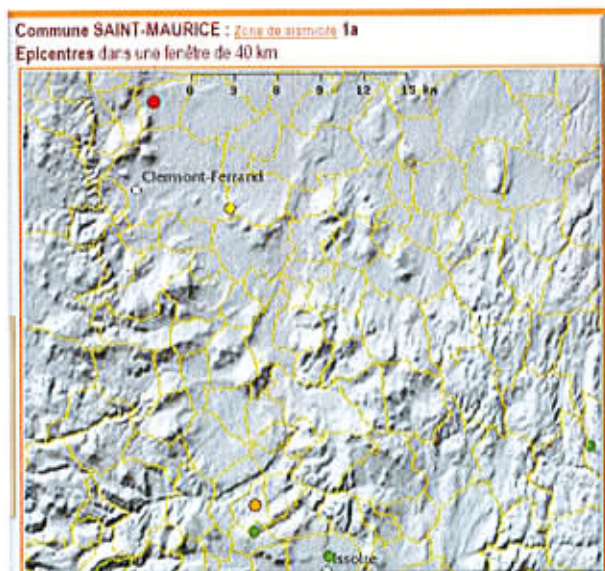 Commune SAINT-MAURICE : Zone de sismicité 1a
Epicentres dans une fenêtre de 40 km
0 3 6 9 12 15 km
Clermont-Ferrand
Issoire